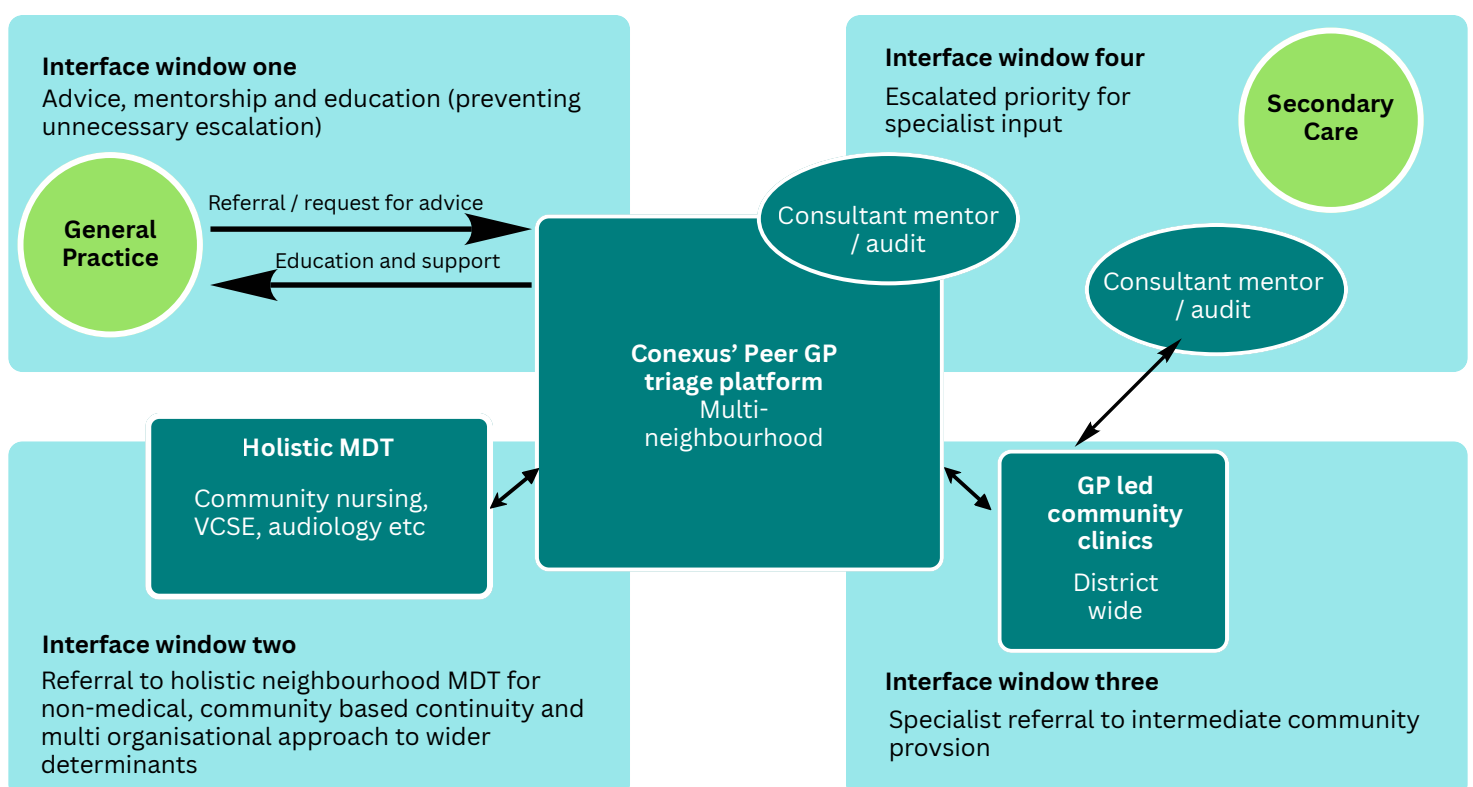 Interface window one
Advice, mentorship and education (preventing
unnecessary escalation)
General
Practice
Referral / request for advice
Education and support
Interface window four
Escalated priority for
specialist input
Secondary
Care
Consultant mentor
/ audit
Consultant mentor
/ audit
Conexus’ Peer GP
triage platform
Multi-
neighbourhood
Holistic MDT
Community nursing,
VCSE, audiology etc
Interface window two
Referral to holistic neighbourhood MDT for
non-medical, community based continuity and
multi organisational approach to wider
determinants
GP led
community
clinics
District
wide
Interface window three
Specialist referral to intermediate community
provsion